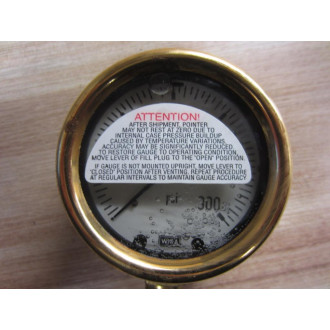 ATTENTION!
AFTER SHIPMENT, POINTER
MAY NOT REST AT ZERO DUE TO
INTERNAL CASE PRESSURE BUILDUP
CAUSED BY TEMPERATURE VARIATIONS.
ACCURACY MAY BE SIGNIFICANTLY REDUCED.
TO RESTORE GAUGE TO OPERATING CONDITION,
MOVE LEVER OF FILL PLUG TO THE "OPEN" POSITION.
IF GAUGE IS NOT MOUNTED UPRIGHT, MOVE LEVER TO
"CLOSED" POSITION AFTER VENTING. REPEAT PROCEDURE
AT REGULAR INTERVALS TO MAINTAIN GAUGE ACCURACY
300
WIKA